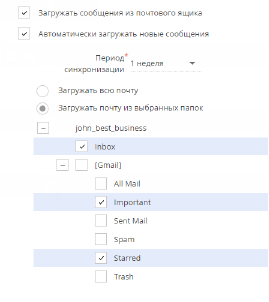 Загружать сообщения из почтового ящика
Автоматически загружать новые сообщения
Период*
синхронизации
1 неделя
Загружать всю почту
Загружать почту из выбранных папок
john_best_business
Inbox
[Gmail]
All Mail
Important
Sent Mail
Spam
Starred
Trash